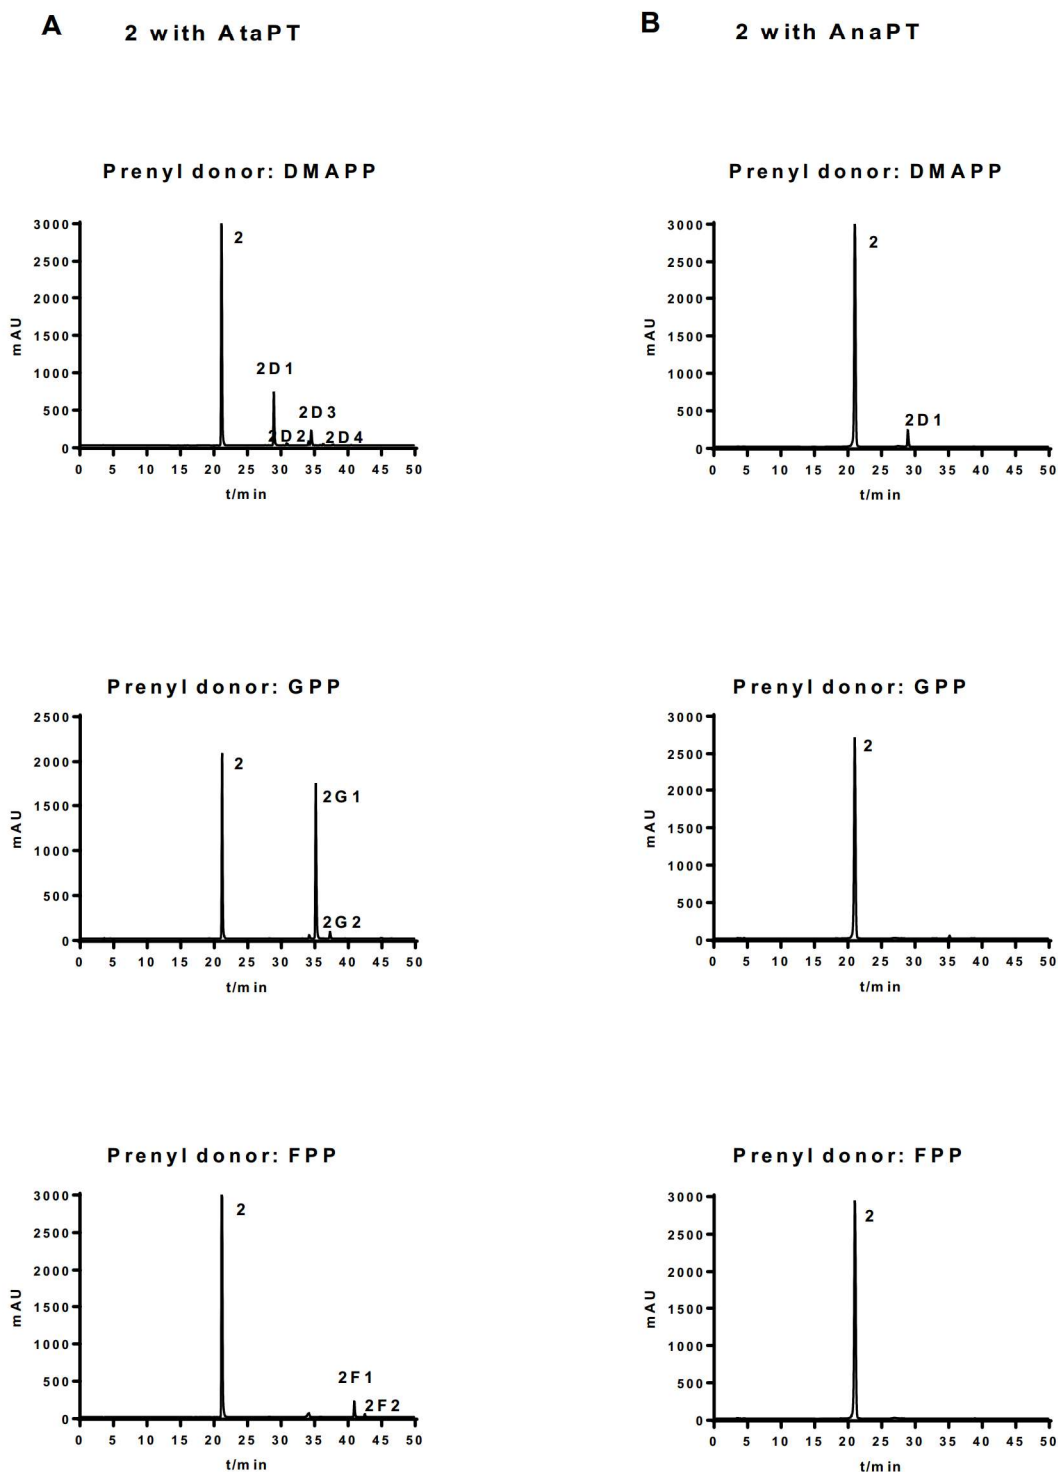 A 2 with AtaPT
B 2 with AnaPT
Prenyl donor: DMAPP
3000
2500
2000
1500
1000
500
0
mAU
2
2D1
2D3
2D2
2D4
0 5 10 15 20 25 30 35 40 45 50
t/min
Prenyl donor: DMAPP
3000
2500
2000
1500
1000
500
0
mAU
2
2D1
0 5 10 15 20 25 30 35 40 45 50
t/min
Prenyl donor: GPP
2500
2000
1500
1000
500
0
mAU
2
2G1
2G2
0 5 10 15 20 25 30 35 40 45 50
t/min
Prenyl donor: GPP
3000
2500
2000
1500
1000
500
0
mAU
2
0 5 10 15 20 25 30 35 40 45 50
t/min
Prenyl donor: FPP
3000
2500
2000
1500
1000
500
0
mAU
2
2F1
2F2
0 5 10 15 20 25 30 35 40 45 50
t/min
Prenyl donor: FPP
3000
2500
2000
1500
1000
500
0
mAU
2
0 5 10 15 20 25 30 35 40 45 50
t/min